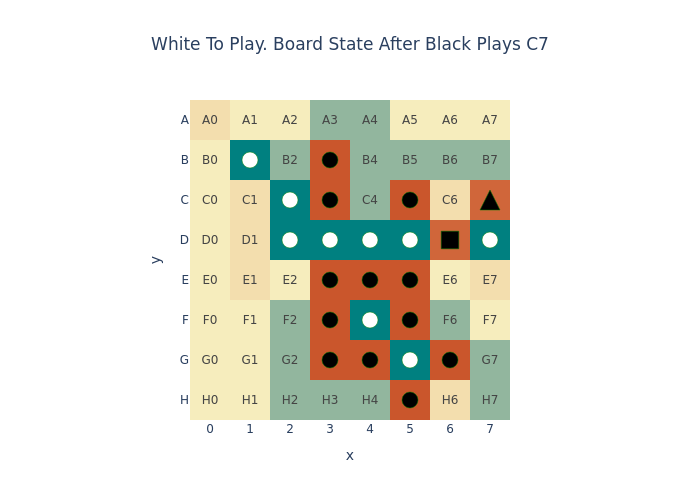 White To Play. Board State After Black Plays C7
A A0 A1 A2 A3 A4 A5 A6 A7
B B0 B2 B4 B5 B6 B7
C C0 C1 C4 C6
D D0 D1
E E0 E1 E2 E6 E7
F F0 F1 F2 F6 F7
G G0 G1 G2 G7
H H0 H1 H2 H3 H4 H6 H7
0 1 2 3 4 5 6 7
x
y